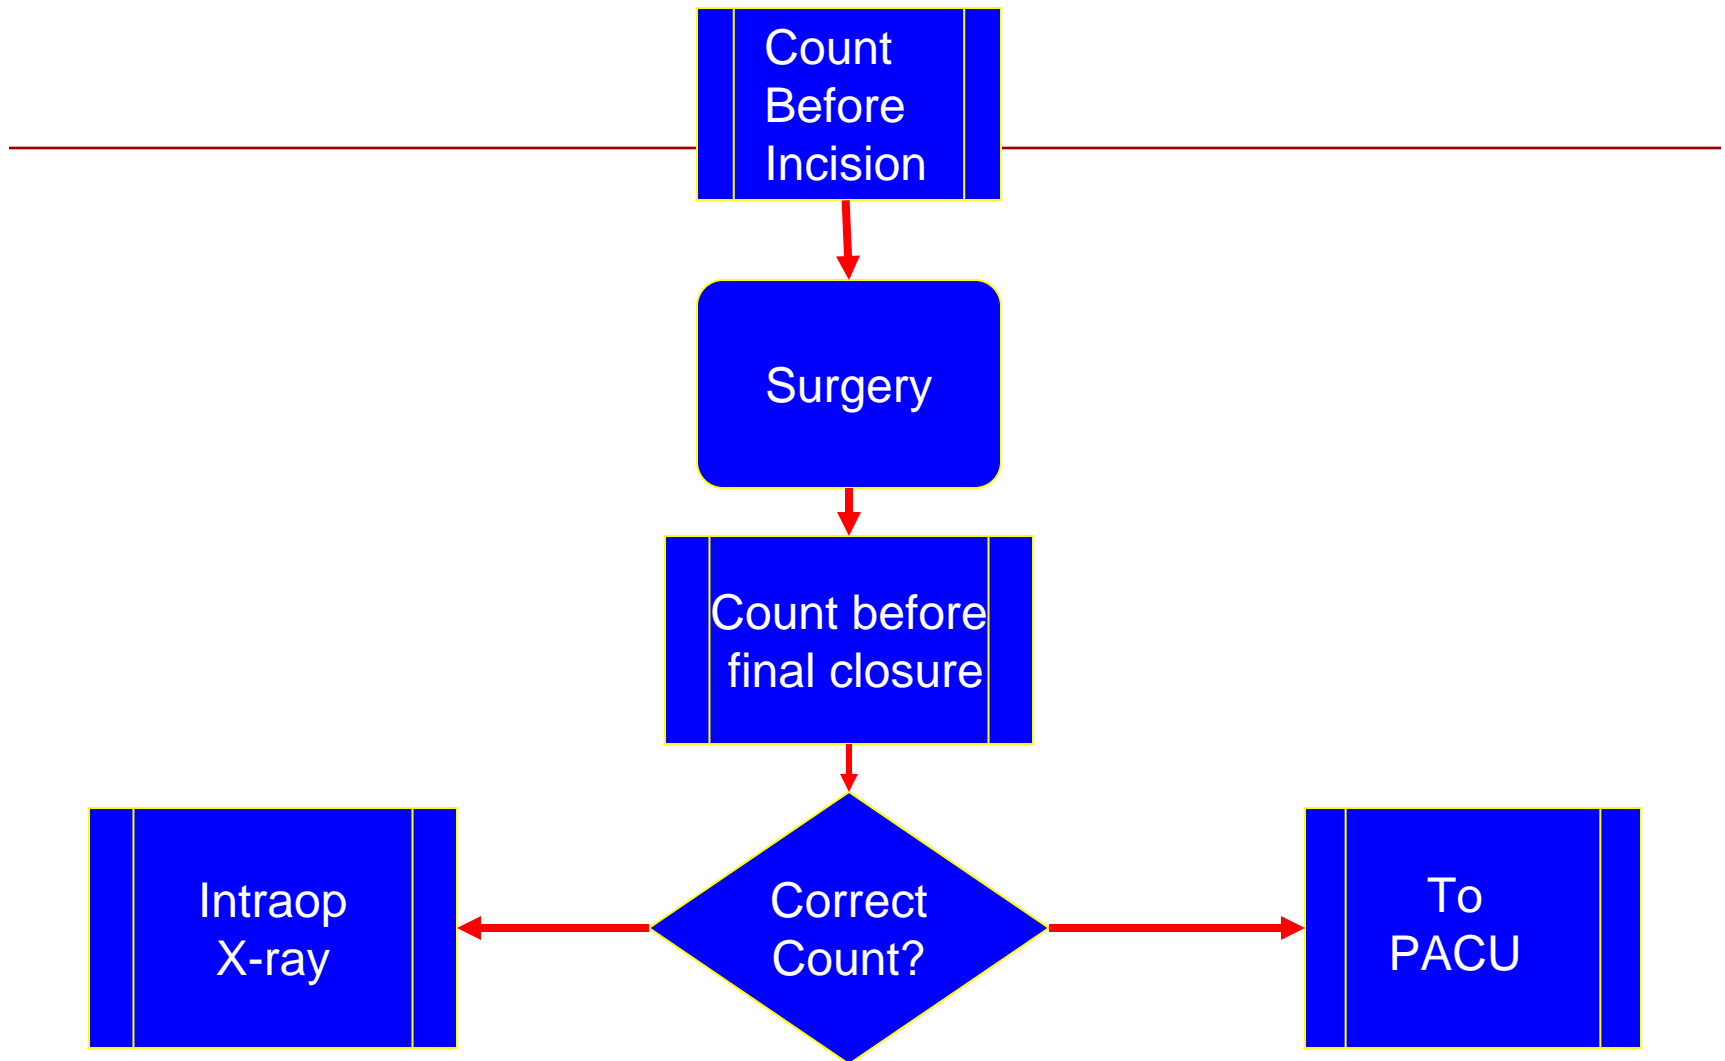 Count
Before
Incision
Surgery
Count before
final closure
Intraop
X-ray
Correct
Count?
To
PACU